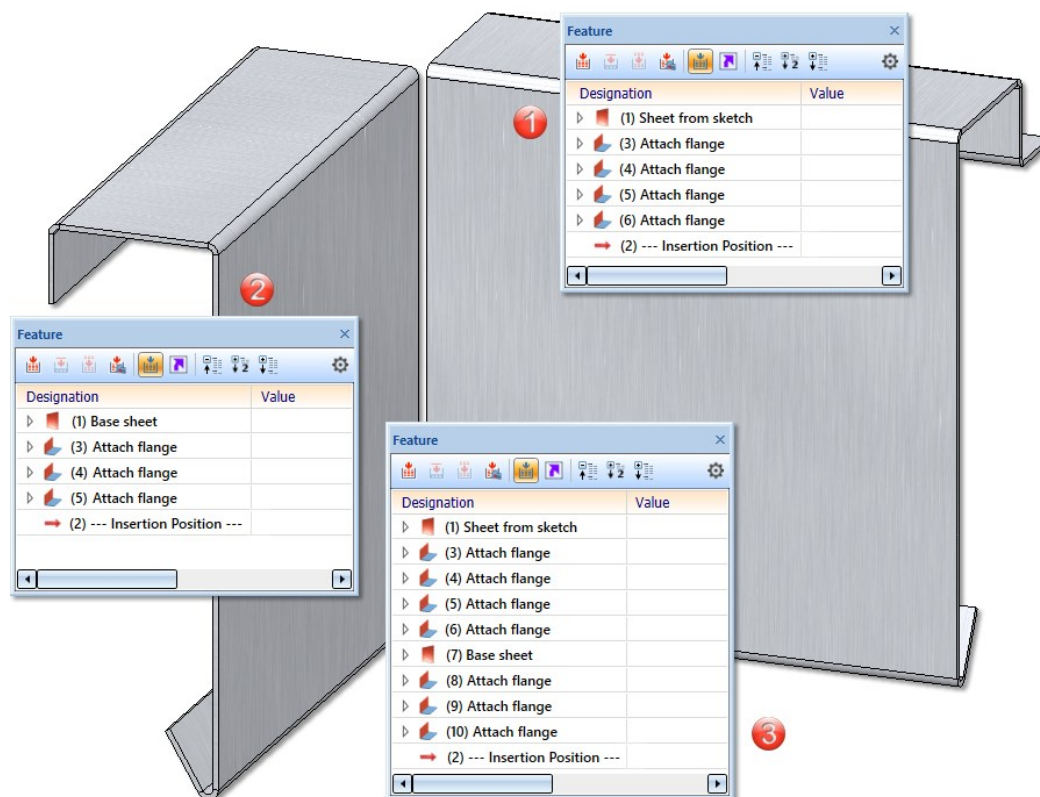 Feature
Designation Value
(1) Sheet from sketch
(3) Attach flange
(4) Attach flange
(5) Attach flange
(6) Attach flange
(2) --- Insertion Position ---
1
2
Feature
Designation Value
(1) Base sheet
(3) Attach flange
(4) Attach flange
(5) Attach flange
(2) --- Insertion Position ---
Feature
Designation Value
(1) Sheet from sketch
(3) Attach flange
(4) Attach flange
(5) Attach flange
(6) Attach flange
(7) Base sheet
(8) Attach flange
(9) Attach flange
(10) Attach flange
(2) --- Insertion Position ---
3